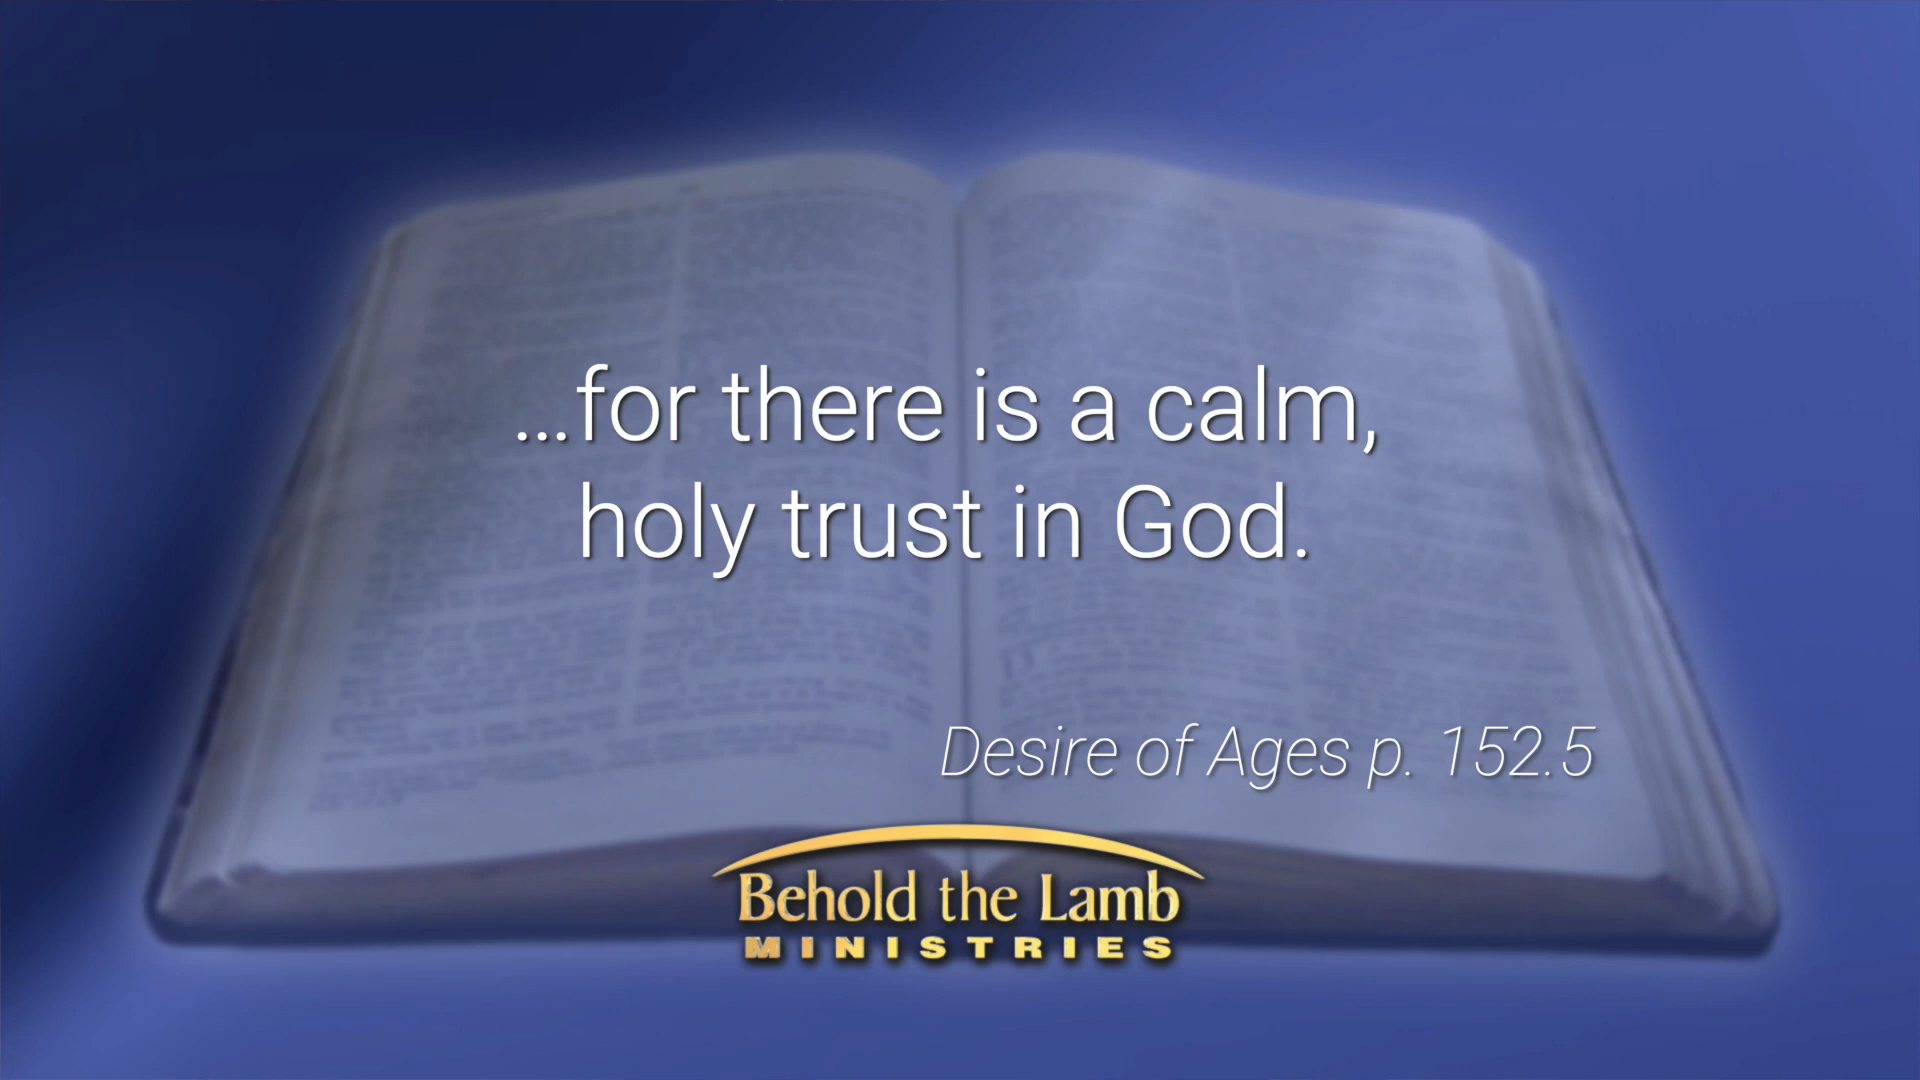 ...for there is a calm,
holy trust in God.
Desire of Ages p. 152.5
Behold the Lamb
MINISTRIES